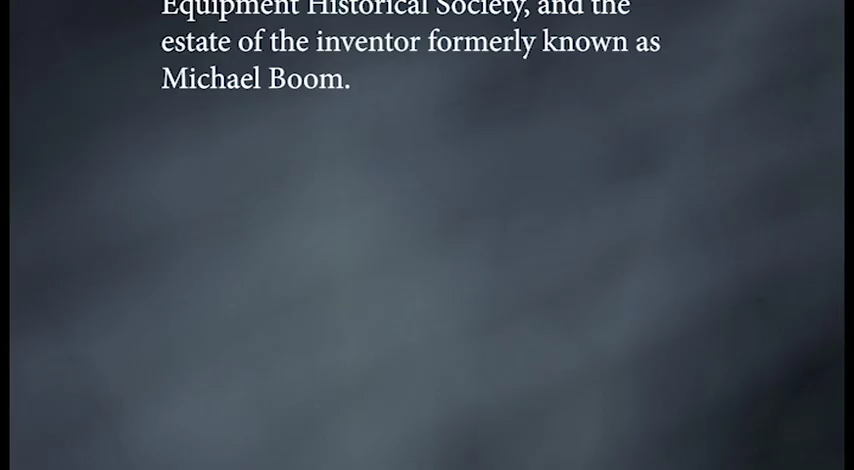 Equipment Historical Society, and the
estate of the inventor formerly known as
Michael Boom.